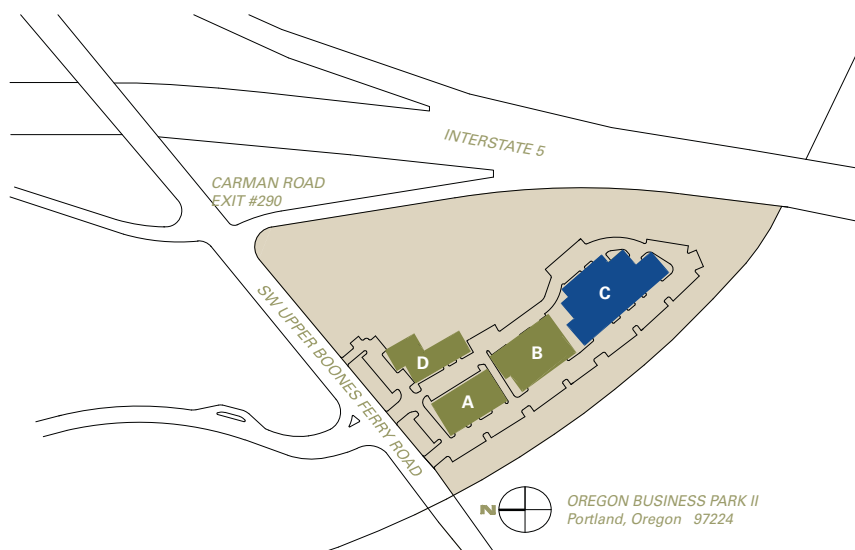 INTERSTATE 5
CARMAN ROAD
EXIT #290
SW UPPER BOONES FERRY ROAD
C
B
D
A
N
OREGON BUSINESS PARK II
Portland, Oregon 97224